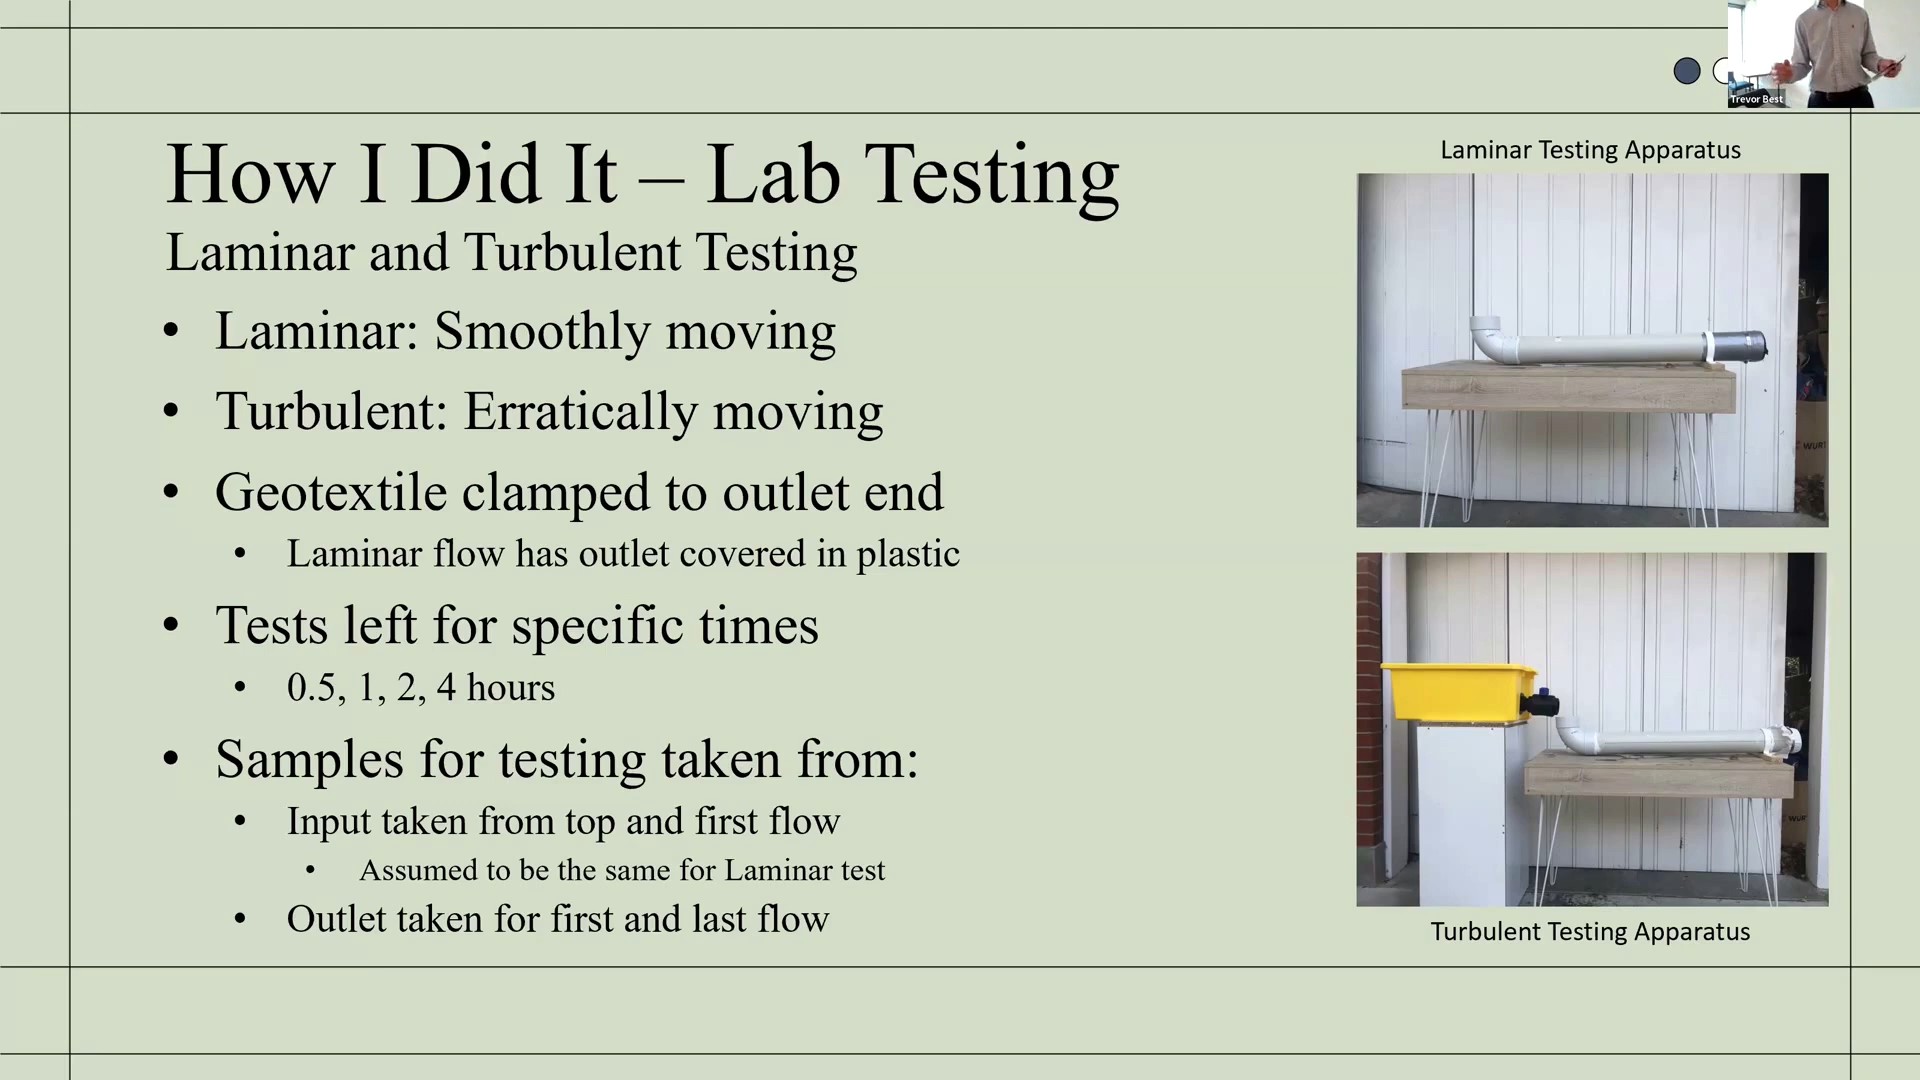 Trevor Best
How I Did It – Lab Testing
Laminar and Turbulent Testing
• Laminar: Smoothly moving
• Turbulent: Erratically moving
• Geotextile clamped to outlet end
• Laminar flow has outlet covered in plastic
• Tests left for specific times
• 0.5, 1, 2, 4 hours
• Samples for testing taken from:
• Input taken from top and first flow
• Assumed to be the same for Laminar test
• Outlet taken for first and last flow
Laminar Testing Apparatus
WURT
Turbulent Testing Apparatus